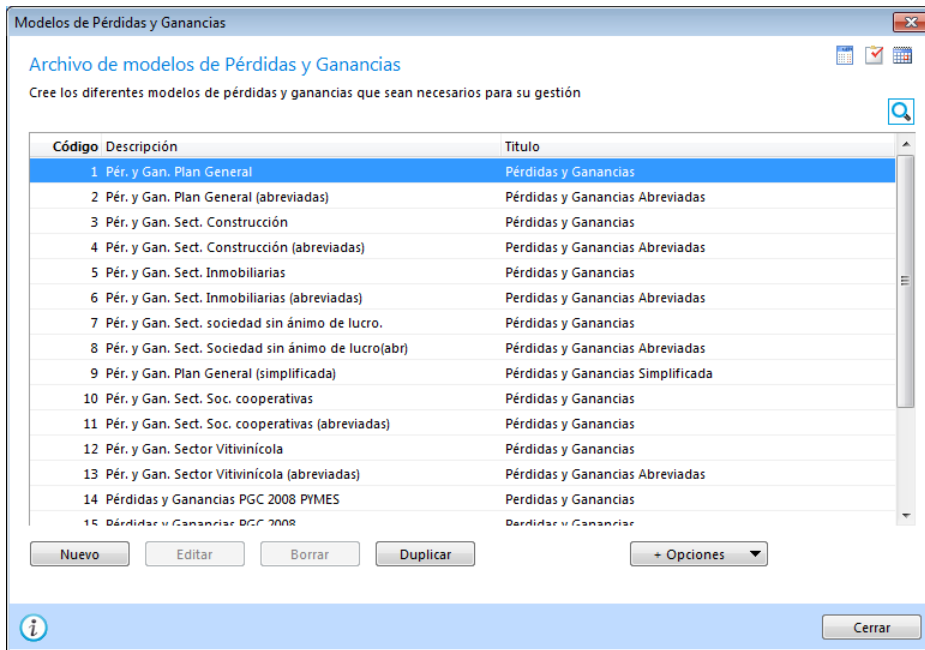 Modelos de Pérdidas y Ganancias
Archivo de modelos de Pérdidas y Ganancias
Cree los diferentes modelos de pérdidas y ganancias que sean necesarios para su gestión
Código Descripción Titulo
1 Pér. y Gan. Plan General Pérdidas y Ganancias
2 Pér. y Gan. Plan General (abreviadas) Pérdidas y Ganancias Abreviadas
3 Pér. y Gan. Sect. Construcción Pérdidas y Ganancias
4 Pér. y Gan. Sect. Construcción (abreviadas) Perdidas y Ganancias Abreviadas
5 Pér. y Gan. Sect. Inmobiliarias Pérdidas y Ganancias
6 Pér. y Gan. Sect. Inmobiliarias (abreviadas) Perdidas y Ganancias Abreviadas
7 Pér. y Gan. Sect. sociedad sin ánimo de lucro. Pérdidas y Ganancias
8 Pér. y Gan. Sect. Sociedad sin ánimo de lucro(abr) Pérdidas y Ganancias Abreviadas
9 Pér. y Gan. Plan General (simplificada) Pérdidas y Ganancias Simplificada
10 Pér. y Gan. Sect. Soc. cooperativas Pérdidas y Ganancias
11 Pér. y Gan. Sect. Soc. cooperativas (abreviadas) Pérdidas y Ganancias
12 Pér. y Gan. Sector Vitivinícola Pérdidas y Ganancias
13 Pér. y Gan. Sector Vitivinícola (abreviadas) Pérdidas y Ganancias Abreviadas
14 Pérdidas y Ganancias PGC 2008 PYMES Perdidas y Ganancias
15 Pérdidas y Ganancias PGC 2008 Perdidas y Ganancias
Nuevo Editar Borrar Duplicar + Opciones
Cerrar